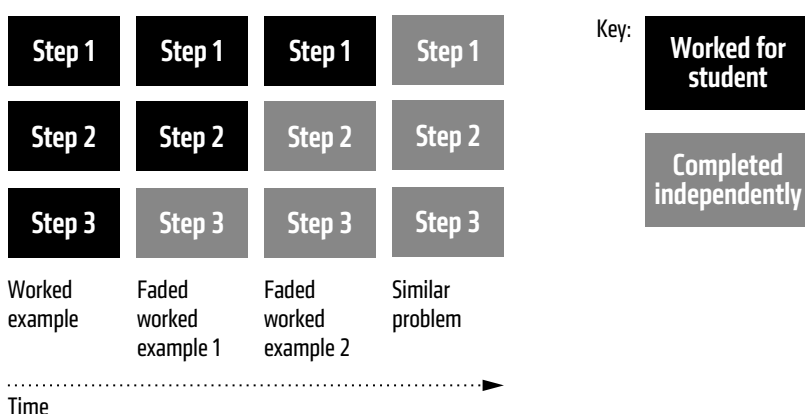 Step 1 Step 1 Step 1 Step 1
Step 2 Step 2 Step 2 Step 2
Step 3 Step 3 Step 3 Step 3
Worked
example
Faded
worked
example 1
Faded
worked
example 2
Similar
problem
Time
Key:
Worked for
student
Completed
independently